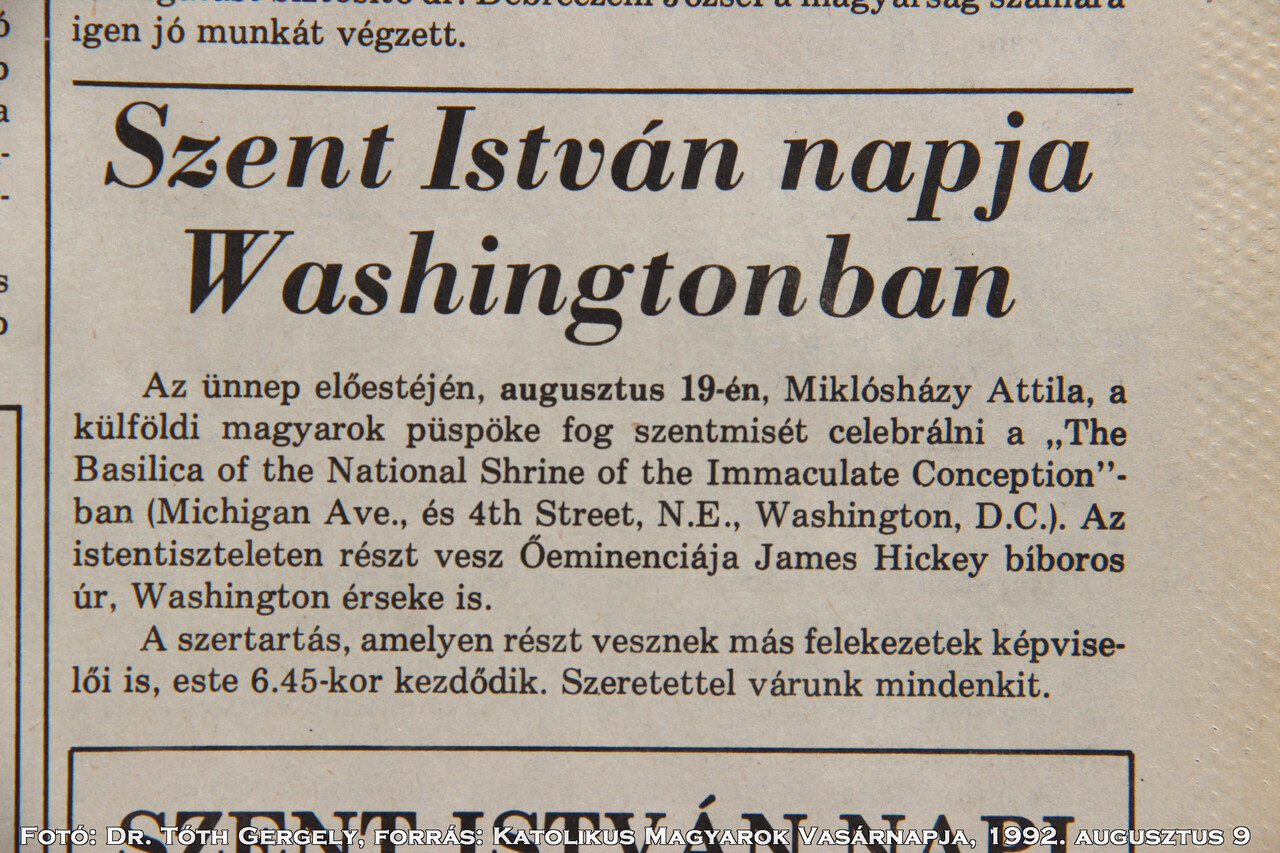 igen jó munkát végzett.
Szent István napja
Washingtonban
Az ünnep előestéjén, augusztus 19-én, Miklósházy Attila, a
külföldi magyarok püspöke fog szentmisét celebrálni a „The
Basilica of the National Shrine of the Immaculate Conception”-
ban (Michigan Ave., és 4th Street, N.E., Washington, D.C.). Az
istentiszteleten részt vesz Őeminenciája James Hickey bíboros
úr, Washington érseke is.
A szertartás, amelyen részt vesznek más felekezetek képvise-
lői is, este 6.45-kor kezdődik. Szeretettel várunk mindenkit.
SZENT ISTVÁN NAPI
Fotó: Dr. Tóth Gergely, forrás: Katolikus Magyarok Vasárnapja, 1992. augusztus 9